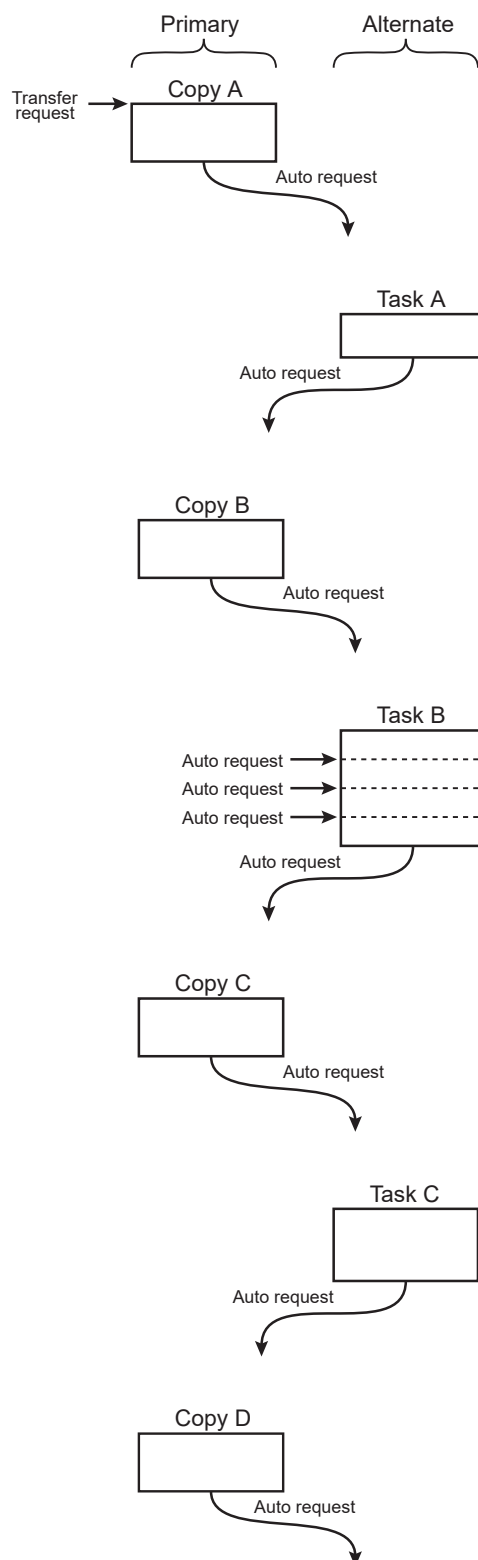 Primary
Alternate
Copy A
Transfer
request
Auto request
Task A
Auto request
Copy B
Auto request
Task B
Auto request
Auto request
Auto request
Auto request
Copy C
Auto request
Task C
Auto request
Copy D
Auto request